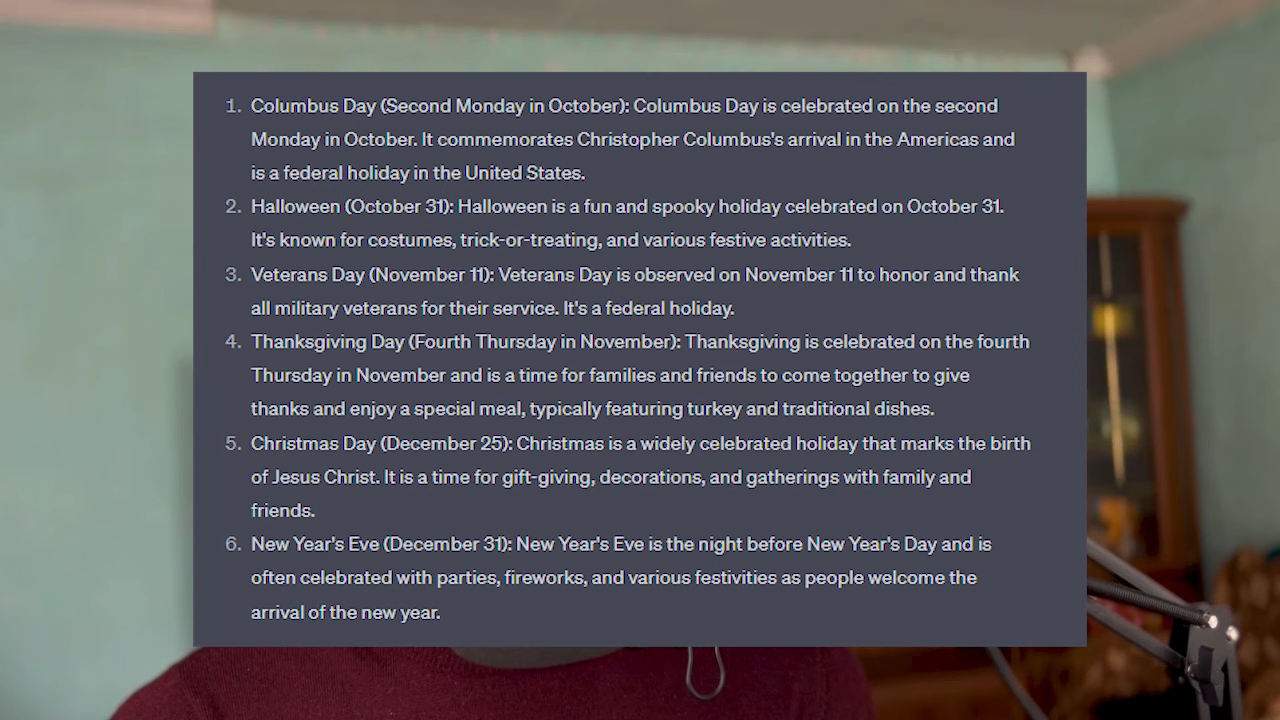 1. Columbus Day (Second Monday in October): Columbus Day is celebrated on the second
Monday in October. It commemorates Christopher Columbus's arrival in the Americas and
is a federal holiday in the United States.
2. Halloween (October 31): Halloween is a fun and spooky holiday celebrated on October 31.
It's known for costumes, trick-or-treating, and various festive activities.
3. Veterans Day (November 11): Veterans Day is observed on November 11 to honor and thank
all military veterans for their service. It's a federal holiday.
4. Thanksgiving Day (Fourth Thursday in November): Thanksgiving is celebrated on the fourth
Thursday in November and is a time for families and friends to come together to give
thanks and enjoy a special meal, typically featuring turkey and traditional dishes.
5. Christmas Day (December 25): Christmas is a widely celebrated holiday that marks the birth
of Jesus Christ. It is a time for gift-giving, decorations, and gatherings with family and
friends.
6. New Year's Eve (December 31): New Year's Eve is the night before New Year's Day and is
often celebrated with parties, fireworks, and various festivities as people welcome the
arrival of the new year.